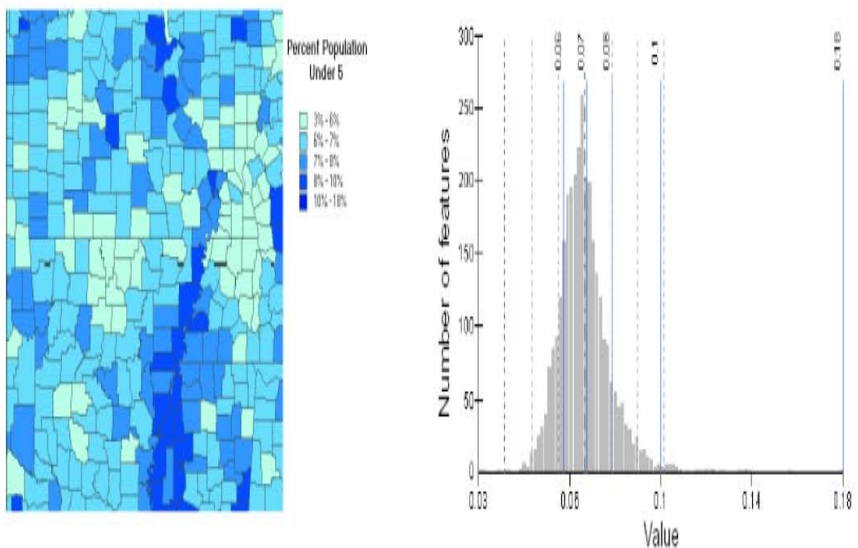 Percent Population
Under 5
3% - 6%
6% - 7%
7% - 8%
8% - 10%
10% - 18%
300
250
200
150
100
50
0
Number of features
0.06
0.07
0.08
0.1
0.18
0.03
0.06
0.1
0.14
0.18
Value